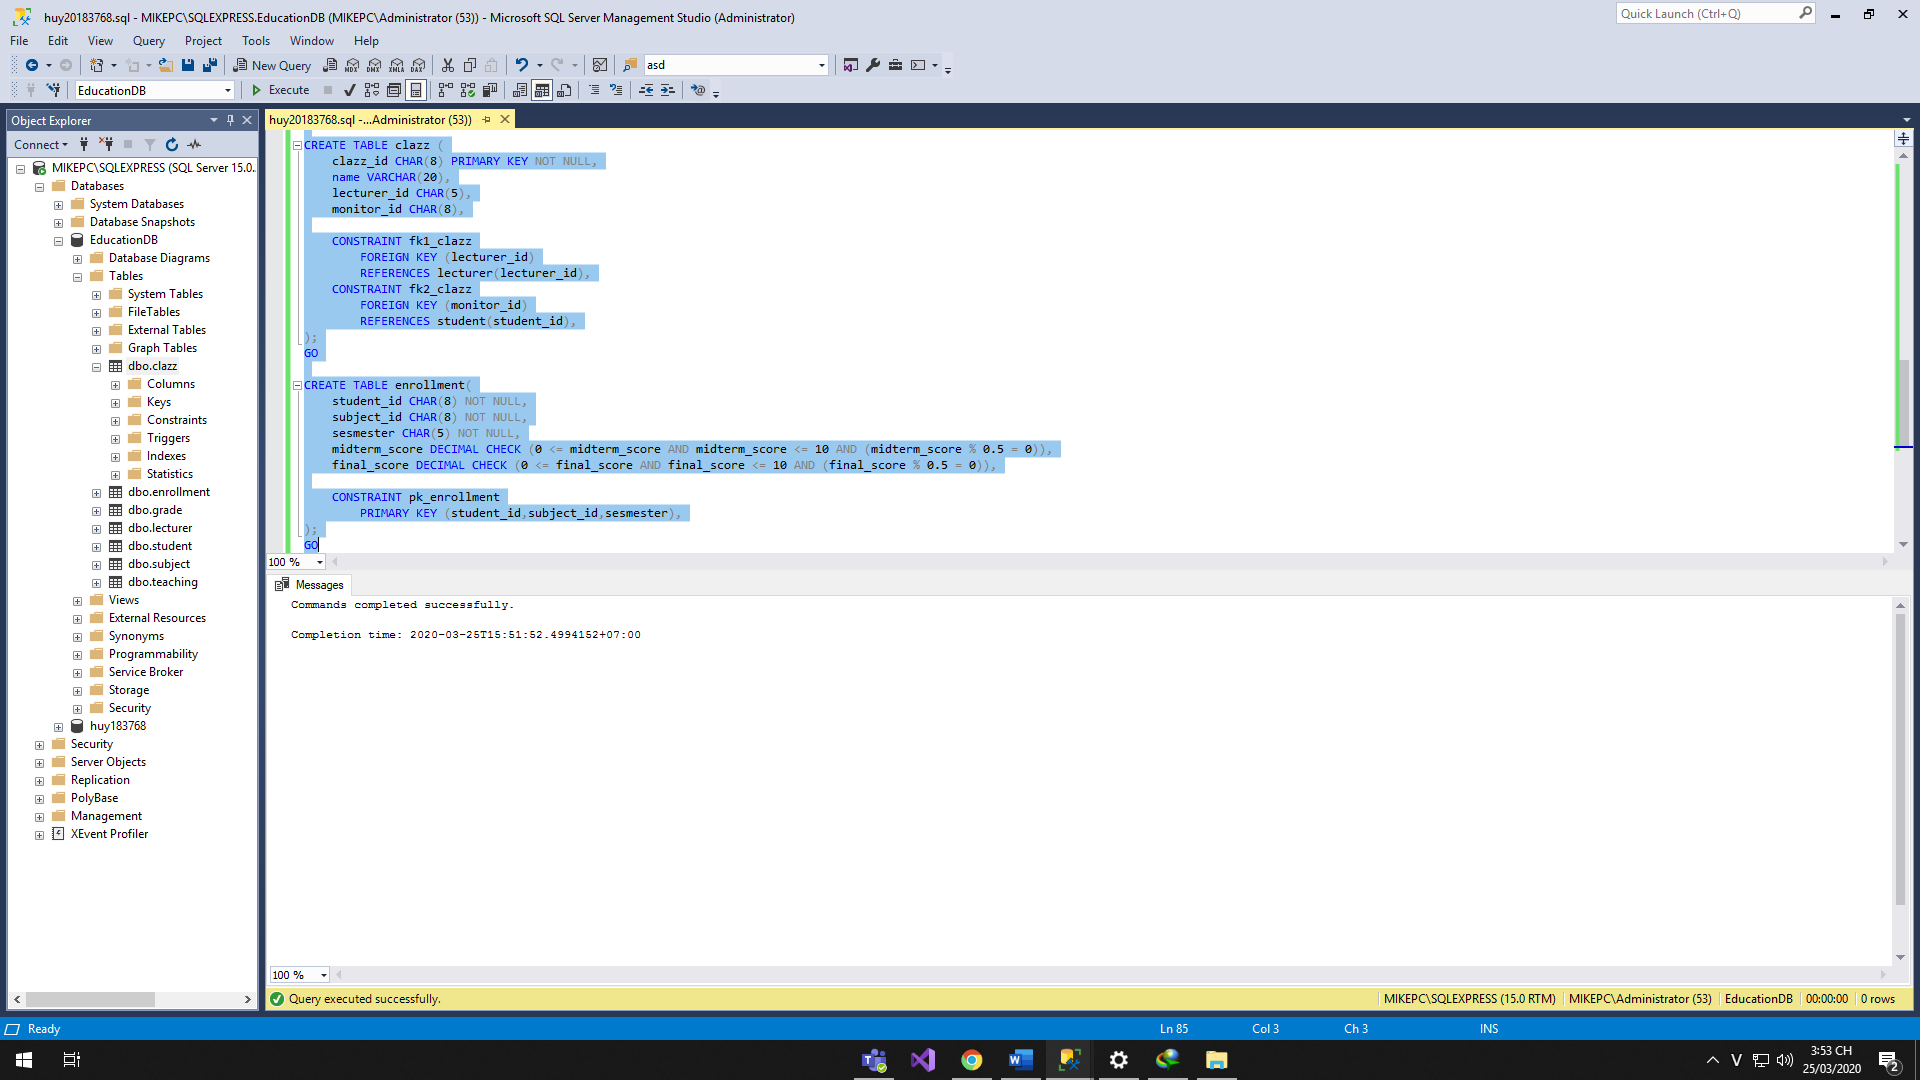 huy20183768.sql - MIKEPC\SQLEXPRESS.EducationDB (MIKEPC\Administrator (53)) - Microsoft SQL Server Management Studio (Administrator)
Quick Launch (Ctrl+Q)
File Edit View Query Project Tools Window Help
New Query
MDX DMX XMLA DAX
asd
EducationDB
Execute
Object Explorer
huy20183768.sql -...Administrator (53))
Connect
MIKEPC\SQLEXPRESS (SQL Server 15.0..
Databases
System Databases
Database Snapshots
EducationDB
Database Diagrams
Tables
System Tables
FileTables
External Tables
Graph Tables
dbo.clazz
Columns
Keys
Constraints
Triggers
Indexes
Statistics
dbo.enrollment
dbo.grade
dbo.lecturer
dbo.student
dbo.subject
dbo.teaching
Views
External Resources
Synonyms
Programmability
Service Broker
Storage
Security
huy183768
Security
Server Objects
Replication
PolyBase
Management
XEvent Profiler
CREATE TABLE clazz (
clazz_id CHAR(8) PRIMARY KEY NOT NULL,
name VARCHAR(20),
lecturer_id CHAR(5),
monitor_id CHAR(8),
CONSTRAINT fk1_clazz
FOREIGN KEY (lecturer_id)
REFERENCES lecturer(lecturer_id),
CONSTRAINT fk2_clazz
FOREIGN KEY (monitor_id)
REFERENCES student(student_id),
);
GO
CREATE TABLE enrollment(
student_id CHAR(8) NOT NULL,
subject_id CHAR(8) NOT NULL,
sesmester CHAR(5) NOT NULL,
midterm_score DECIMAL CHECK (0 <= midterm_score AND midterm_score <= 10 AND (midterm_score % 0.5 = 0)),
final_score DECIMAL CHECK (0 <= final_score AND final_score <= 10 AND (final_score % 0.5 = 0)),
CONSTRAINT pk_enrollment
PRIMARY KEY (student_id,subject_id,sesmester),
);
GO
100 %
Messages
Commands completed successfully.
Completion time: 2020-03-25T15:51:52.4994152+07:00
100 %
Query executed successfully.
MIKEPC\SQLEXPRESS (15.0 RTM) MIKEPC\Administrator (53) EducationDB 00:00:00 0 rows
Ready
Ln 85 Col 3 Ch 3 INS
V
3:53 CH
25/03/2020
2